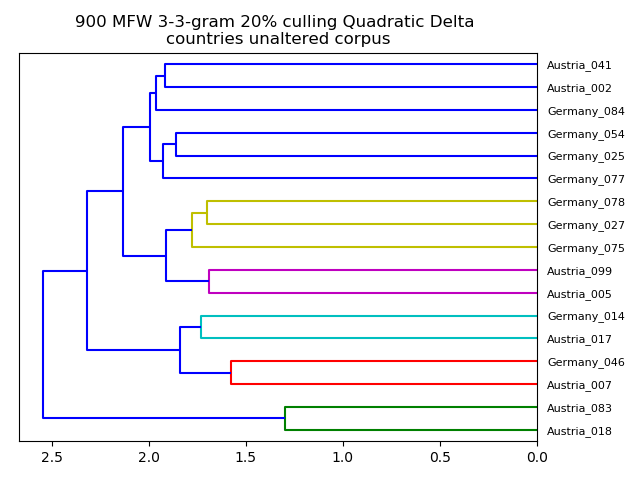 900 MFW 3-3-gram 20% culling Quadratic Delta
countries unaltered corpus
Austria_041
Austria_002
Germany_084
Germany_054
Germany_025
Germany_077
Germany_078
Germany_027
Germany_075
Austria_099
Austria_005
Germany_014
Austria_017
Germany_046
Austria_007
Austria_083
Austria_018
2.5 2.0 1.5 1.0 0.5 0.0